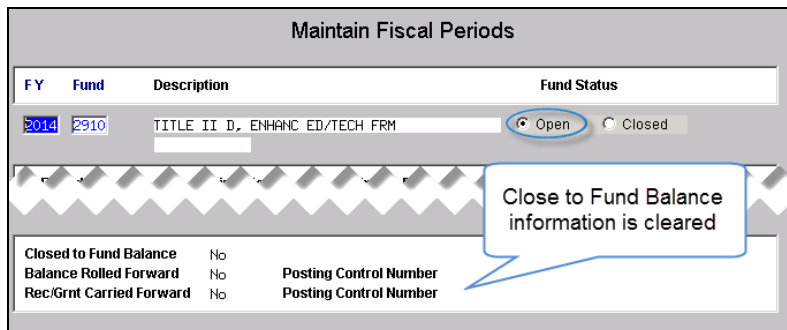 Maintain Fiscal Periods
FY Fund Description Fund Status
2014 2910 TITLE II D, ENHANC ED/TECH FRM Open Closed
Close to Fund Balance
information is cleared
Closed to Fund Balance No
Balance Rolled Forward No Posting Control Number
Rec/Grnt Carried Forward No Posting Control Number